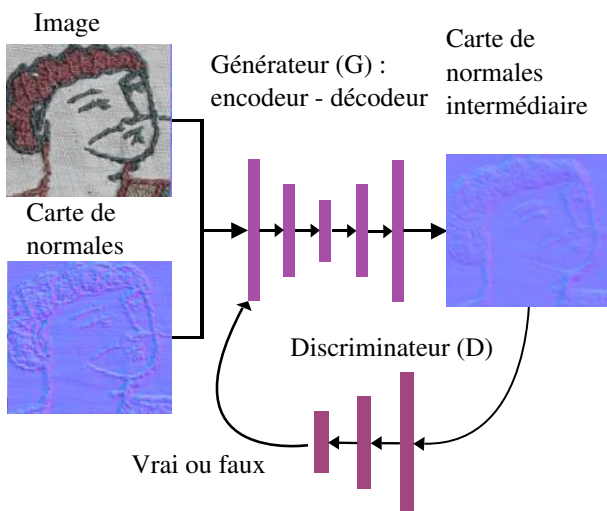 Image
Générateur (G) :
encodeur - décodeur
Carte de
normales
intermédiaire
Carte de
normales
Discriminateur (D)
Vrai ou faux